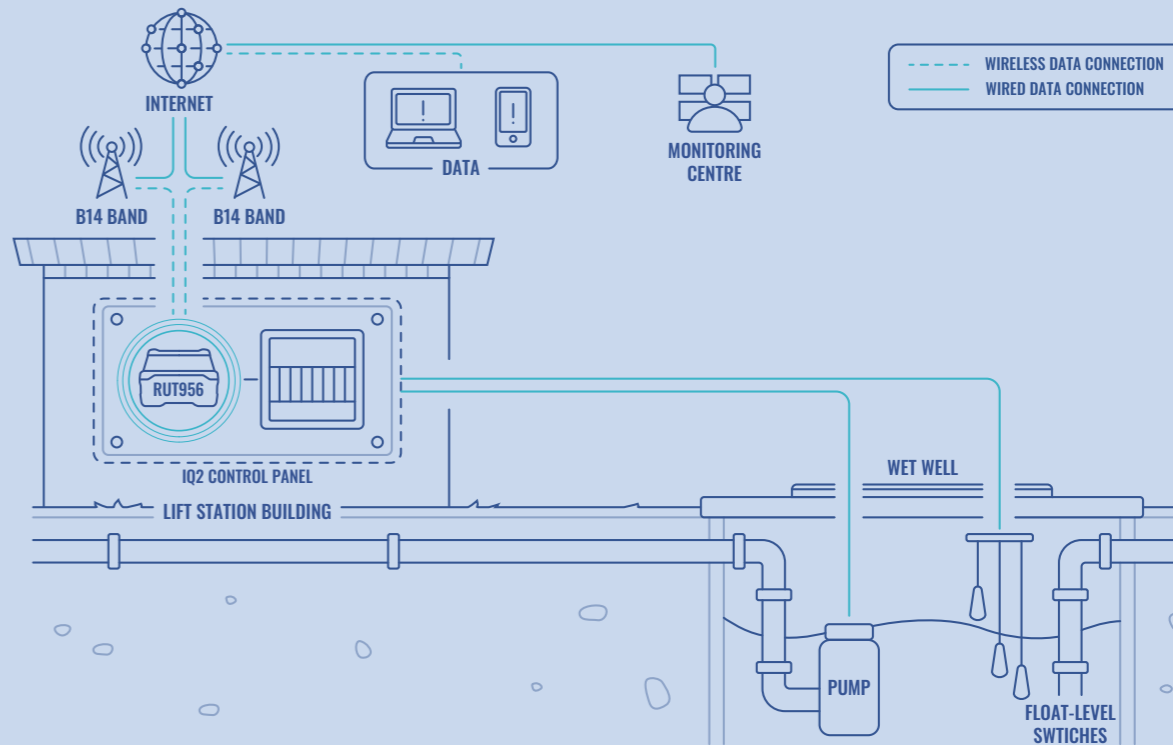 INTERNET
WIRELESS DATA CONNECTION
WIRED DATA CONNECTION
DATA
MONITORING
CENTRE
B14 BAND
B14 BAND
RUT956
IQ2 CONTROL PANEL
LIFT STATION BUILDING
WET WELL
PUMP
FLOAT-LEVEL
SWTICHES